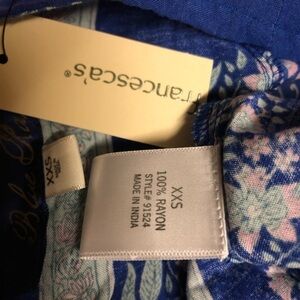 francesca's®
XXS
XXS
100% RAYON
STYLE# 91524
MADE IN INDIA